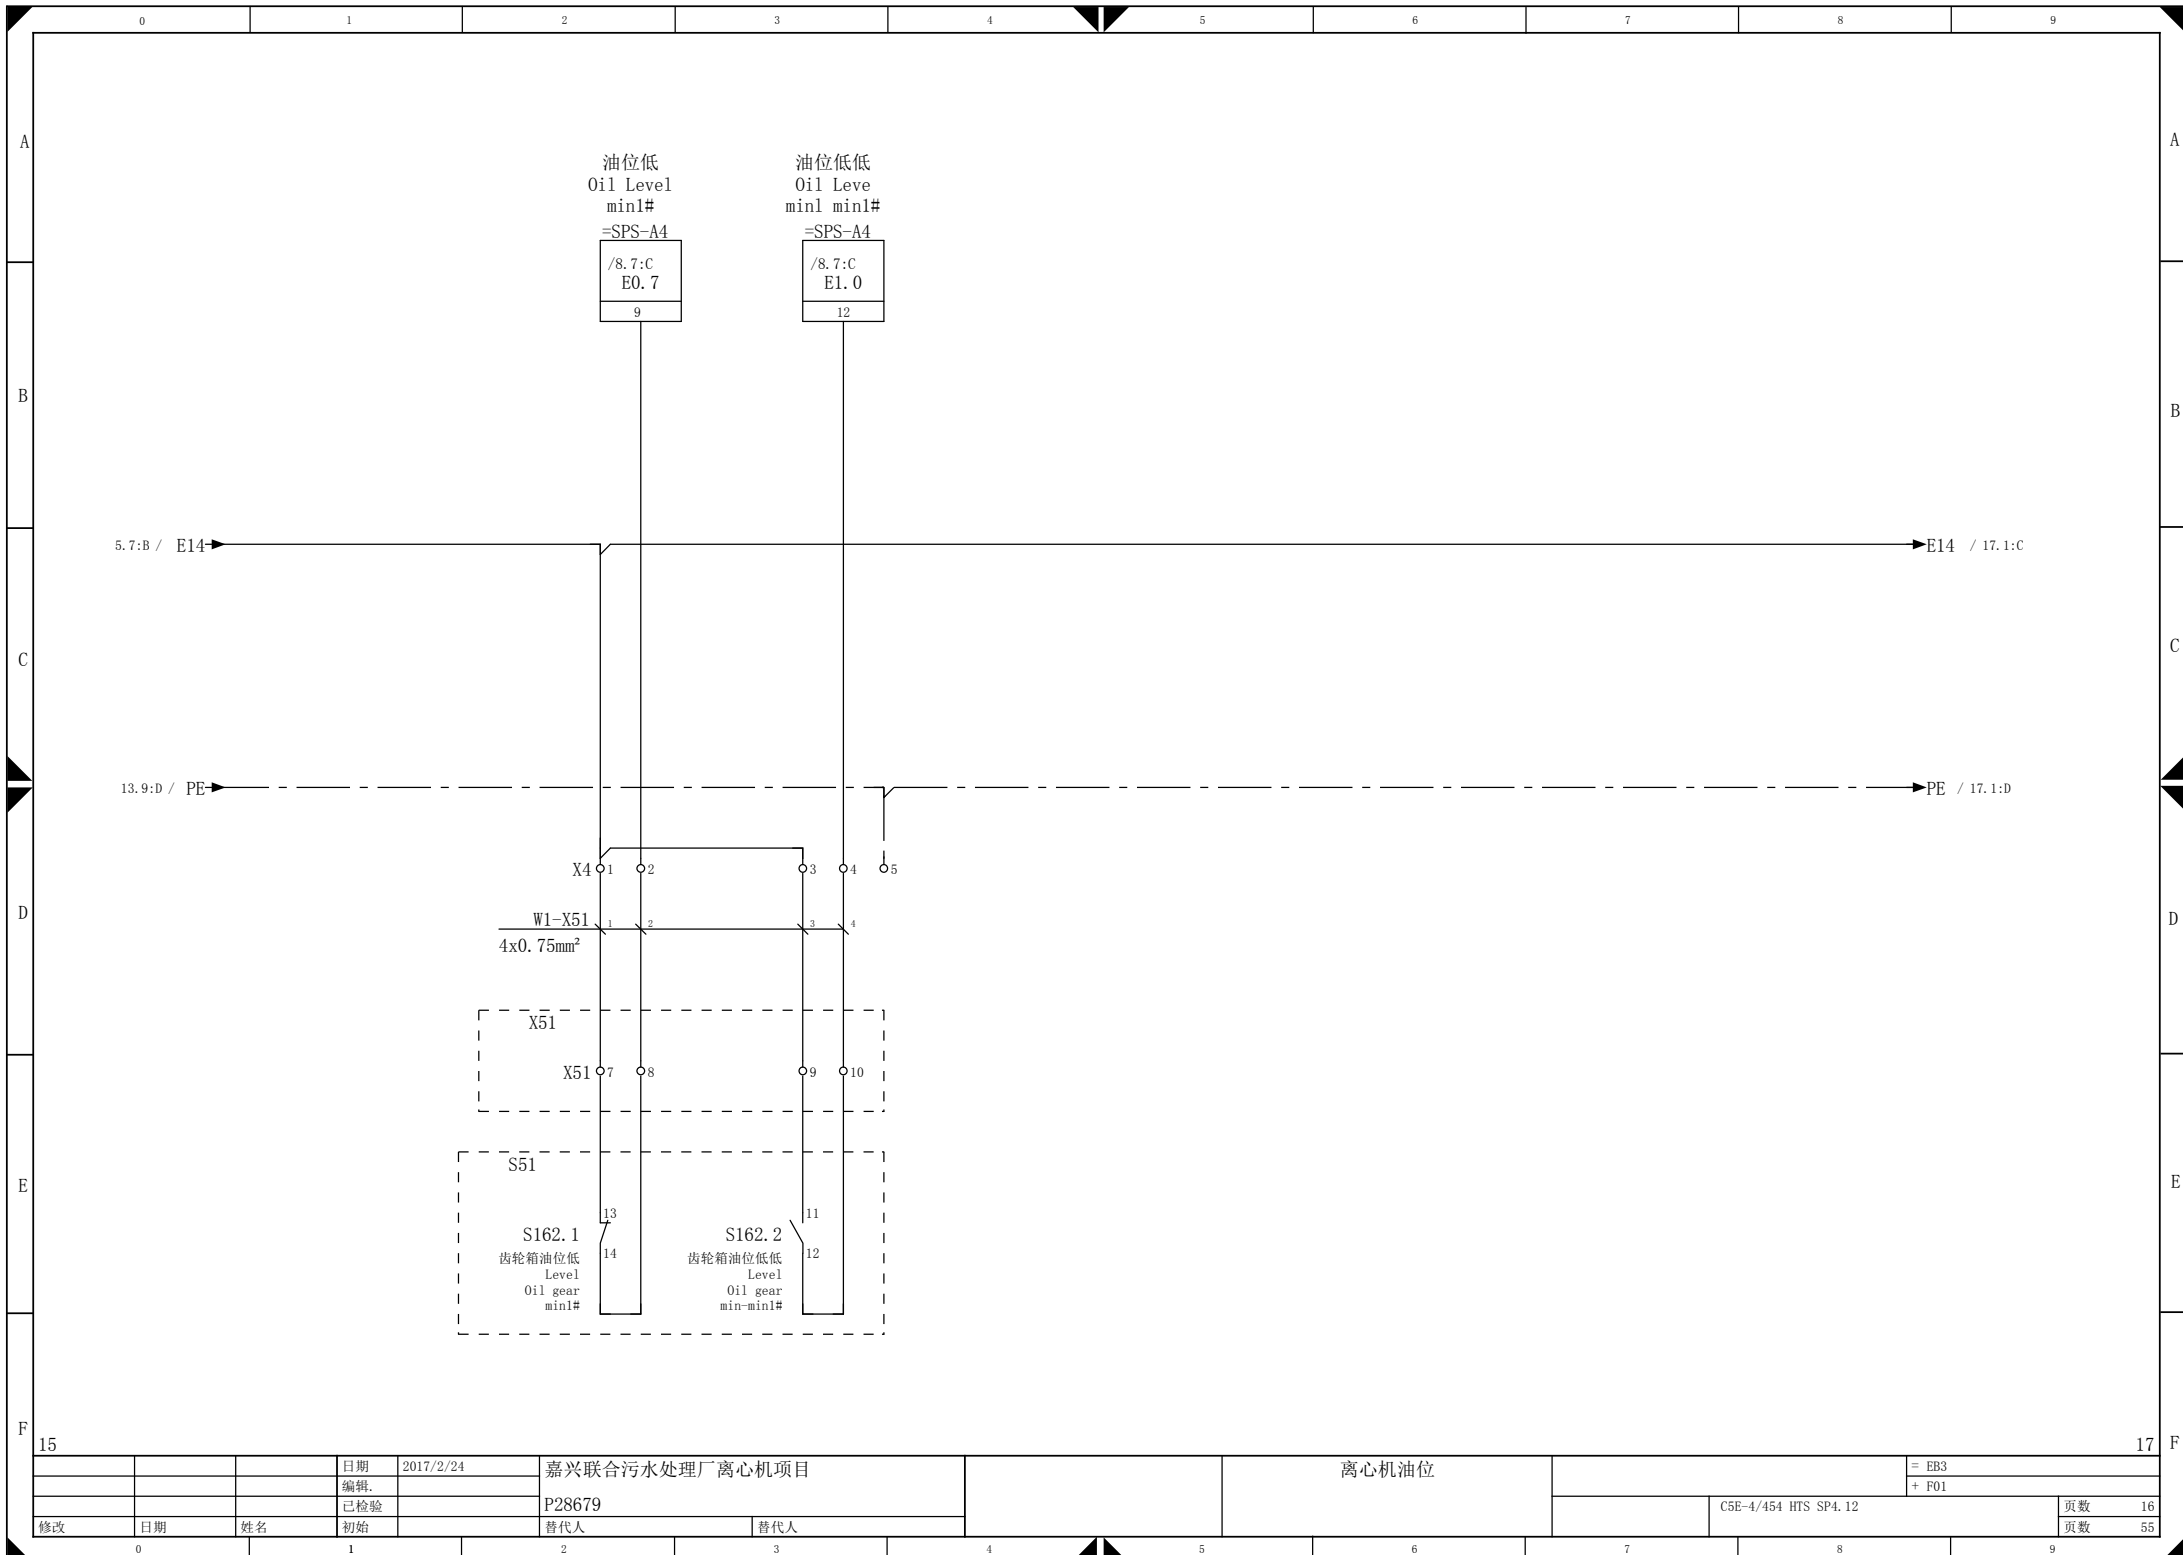 0 1 2 3 4 5 6 7 8 9
A A
油位低 油位低低
Oil Level Oil Leve
min1# minl min1#
=SPS-A4 =SPS-A4
/8.7:C /8.7:C
E0.7 E1.0
9 12
B B
5.7:B / E14 E14 / 17.1:C
C C
13.9:D / PE PE / 17.1:D
X4 1 2 3 4 5
D D
W1-X51 1 2 3 4
4x0.75mm²
X51
X51 7 8 9 10
S51
E E
13 11
S162.1 S162.2
14 12
齿轮箱油位低 齿轮箱油位低低
Level Level
Oil gear Oil gear
min1# min-min1#
F F
15 17
日期 2017/2/24 嘉兴联合污水处理厂离心机项目 离心机油位 = EB3
编辑. + F01
已检验 P28679 C5E-4/454 HTS SP4.12 页数 16
修改 日期 姓名 初始 替代人 替代人 页数 55
0 1 2 3 4 5 6 7 8 9